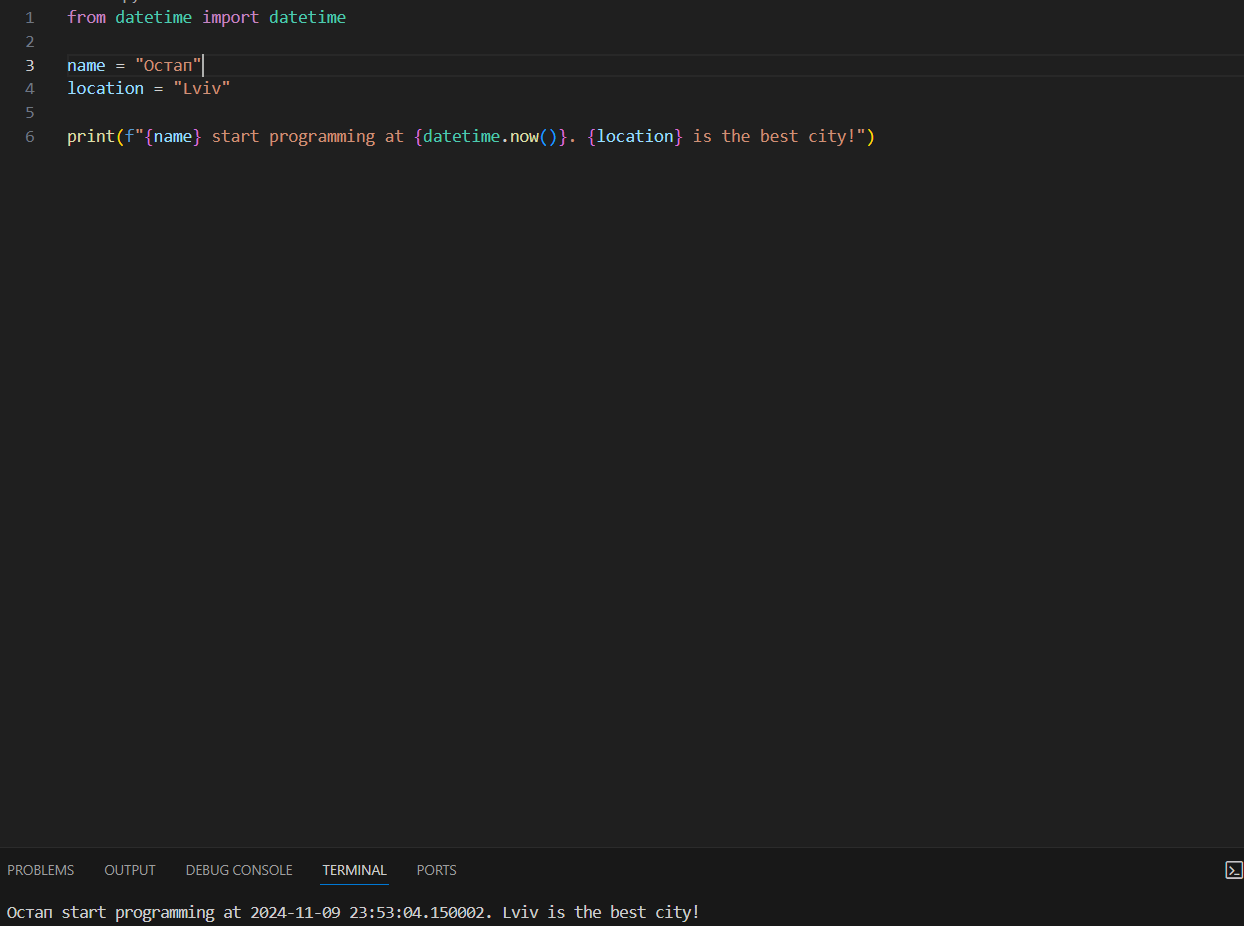 1 from datetime import datetime
2
3 name = "Остап"
4 location = "Lviv"
5
6 print(f"{name} start programming at {datetime.now()}. {location} is the best city!")
PROBLEMS OUTPUT DEBUG CONSOLE TERMINAL PORTS
Остап start programming at 2024-11-09 23:53:04.150002. Lviv is the best city!